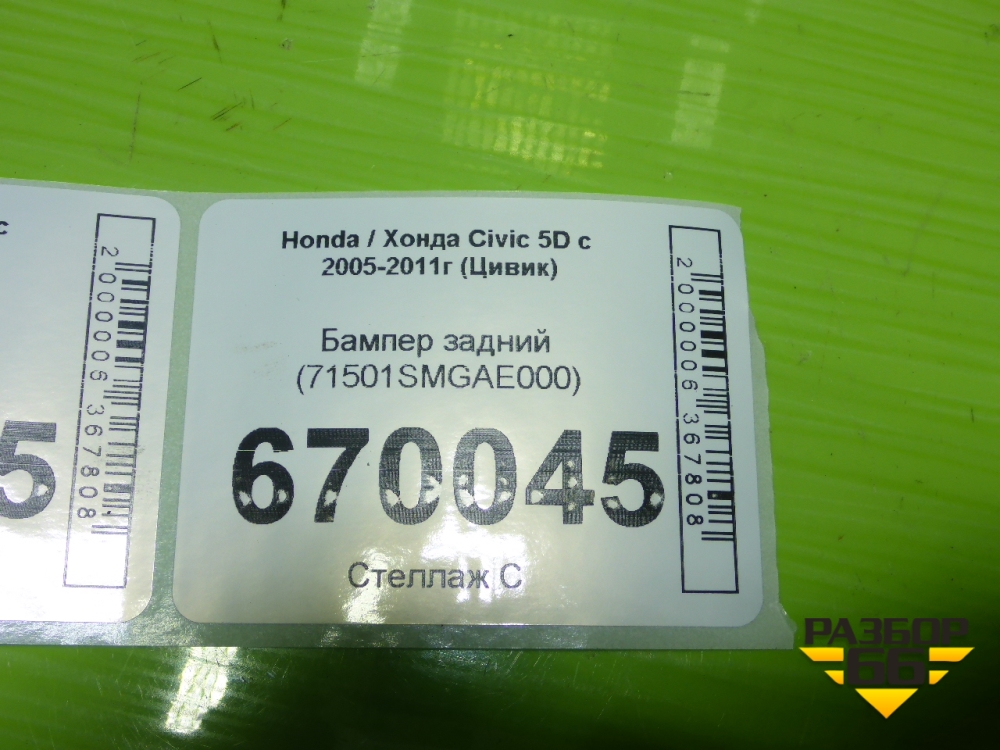 с
5
2000006367808
Honda / Хонда Civic 5D с
2005-2011г (Цивик)
Бампер задний
(71501SMGAE000)
670045
Стеллаж С
2000006367808
РАЗБОР
66